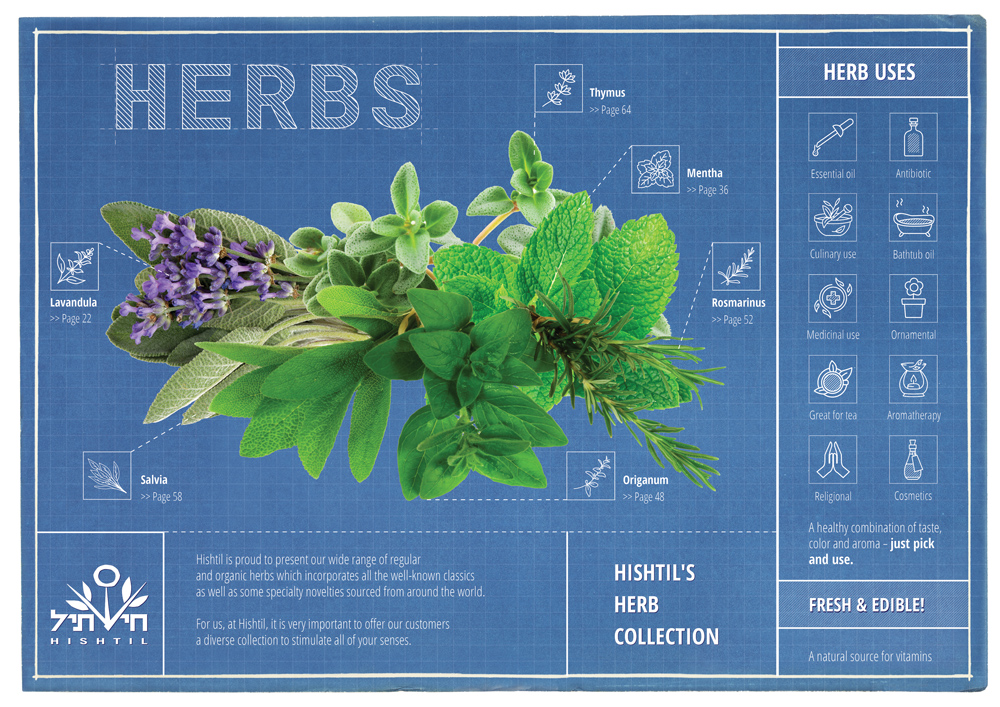 HERBS
Thymus
>> Page 64
Mentha
>> Page 36
Lavandula
>> Page 22
Rosmarinus
>> Page 52
Salvia
>> Page 58
Origanum
>> Page 48
חישתיל
HISHTIL
Hishtil is proud to present our wide range of regular
and organic herbs which incorporates all the well-known classics
as well as some specialty novelties sourced from around the world.
For us, at Hishtil, it is very important to offer our customers
a diverse collection to stimulate all of your senses.
HISHTIL'S
HERB
COLLECTION
HERB USES
Essential oil
Antibiotic
Culinary use
Bathtub oil
Medicinal use
Ornamental
Great for tea
Aromatherapy
Religional
Cosmetics
A healthy combination of taste,
color and aroma - just pick
and use.
FRESH & EDIBLE!
A natural source for vitamins